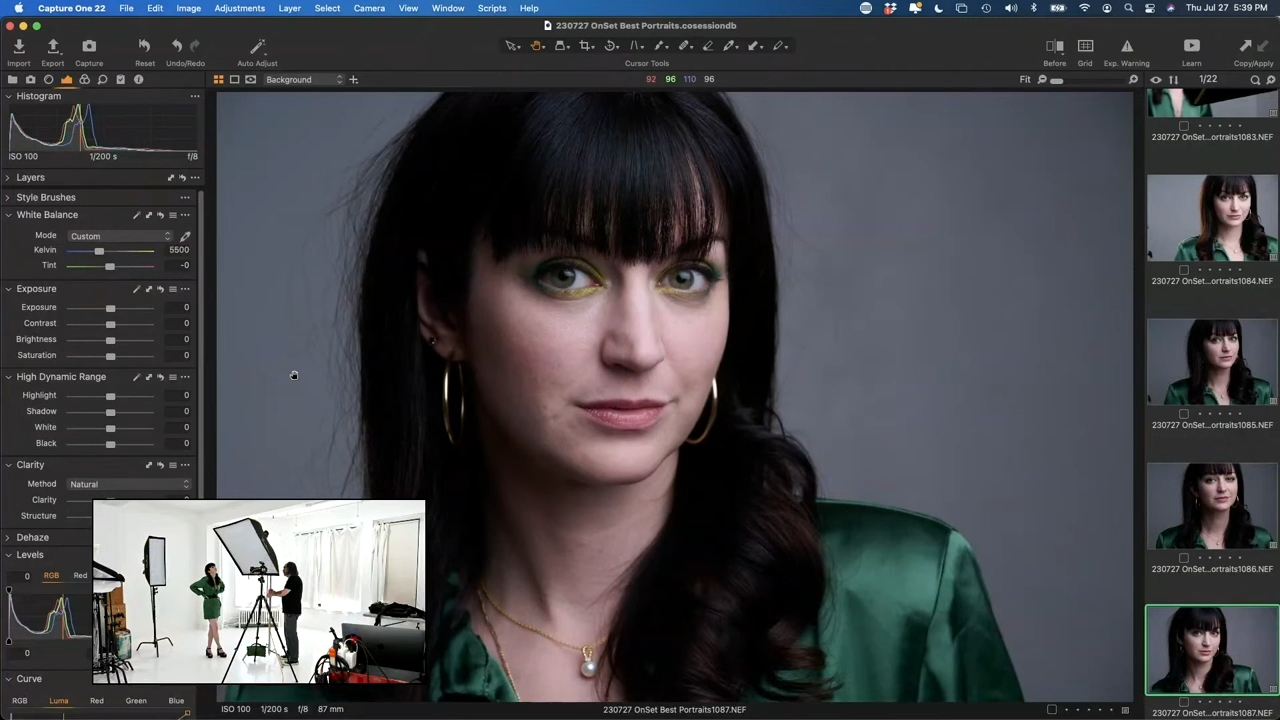 Capture One 22 File Edit Image Adjustments Layer Select Camera View Window Scripts Help Thu Jul 27 5:39 PM
230727 OnSet Best Portraits.cosessiondb
Import Export Capture Reset Undo/Redo Auto Adjust Cursor Tools Before Grid Exp. Warning Learn Copy/Apply
Background 92 96 110 96 Fit 1/22
Histogram
ISO 100 1/200 s f/8
Layers
Style Brushes
White Balance
Mode Custom
Kelvin 5500
Tint -0
Exposure
Exposure 0
Contrast 0
Brightness 0
Saturation 0
High Dynamic Range
Highlight 0
Shadow 0
White 0
Black 0
Clarity
Method Natural
Clarity
Structure
Dehaze
Levels
0 RGB Red
0
Curve
RGB Luma Red Green Blue
ISO 100 1/200 s f/8 87 mm 230727 OnSet Best Portraits1087.NEF
230727 OnSet...ortraits1083.NEF
230727 OnSet...ortraits1084.NEF
230727 OnSet...ortraits1085.NEF
230727 OnSet...ortraits1086.NEF
230727 OnSet...ortraits1087.NEF